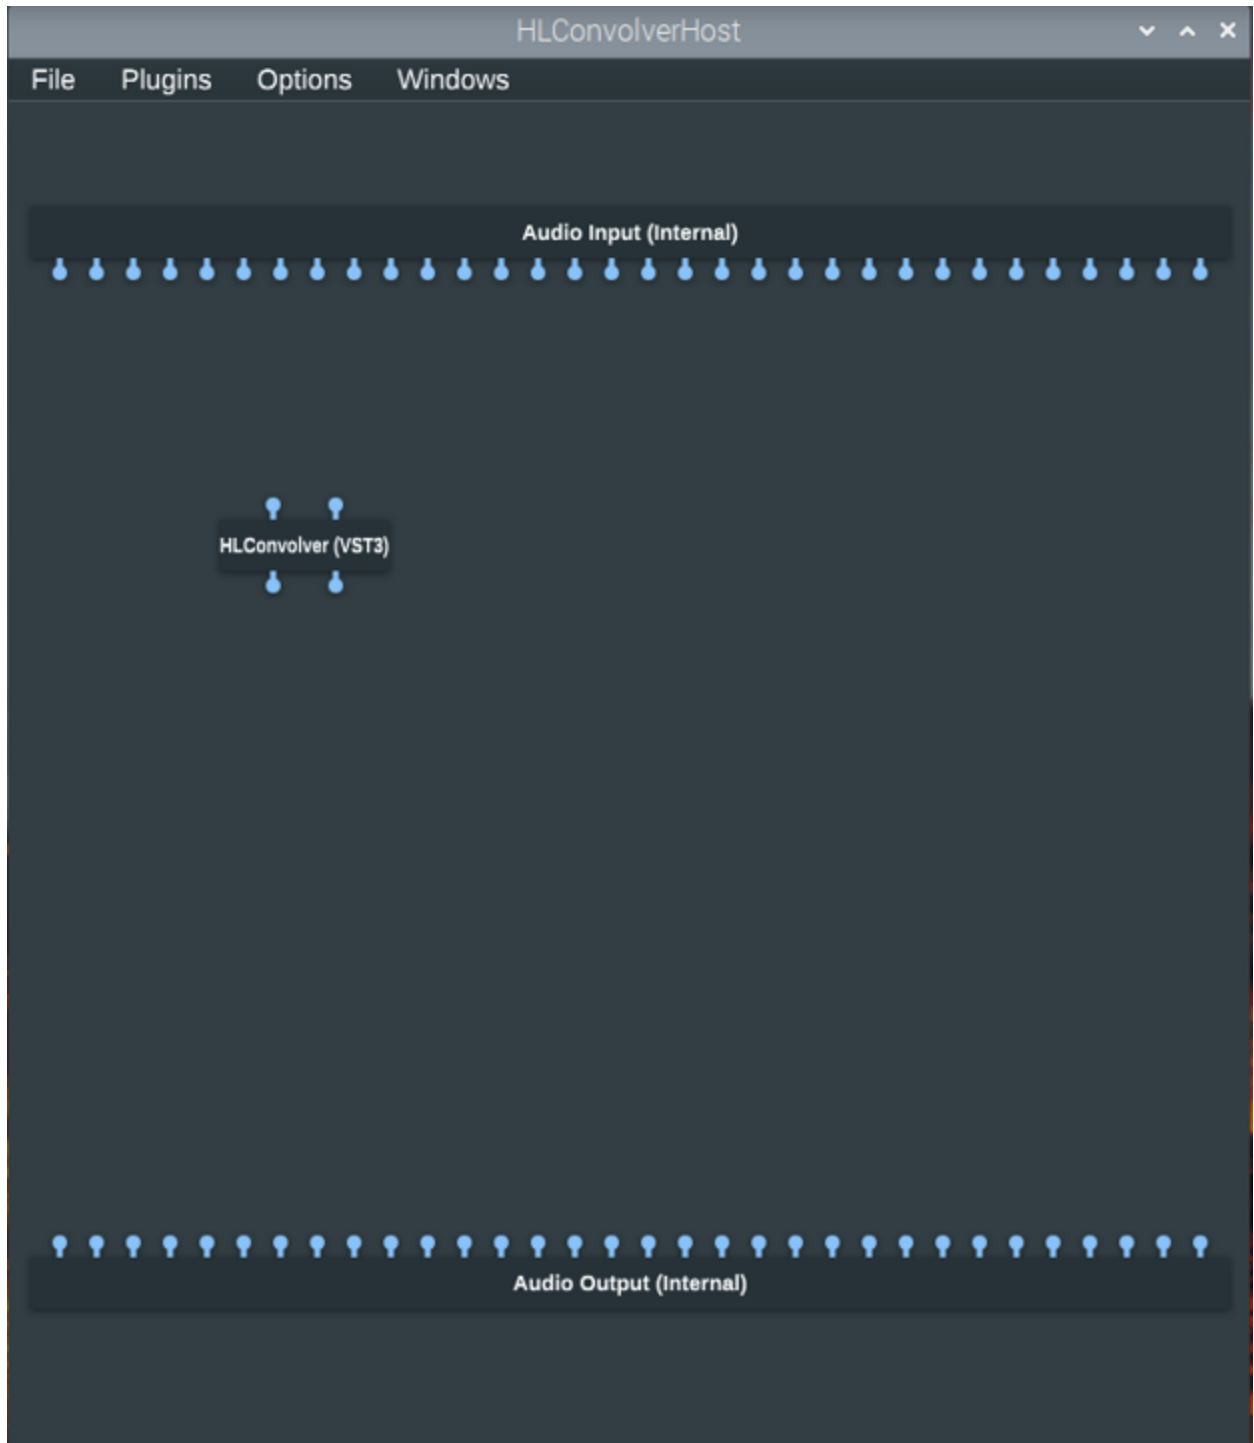 HLConvolverHost
File Plugins Options Windows
Audio Input (Internal)
HLConvolver (VST3)
Audio Output (Internal)